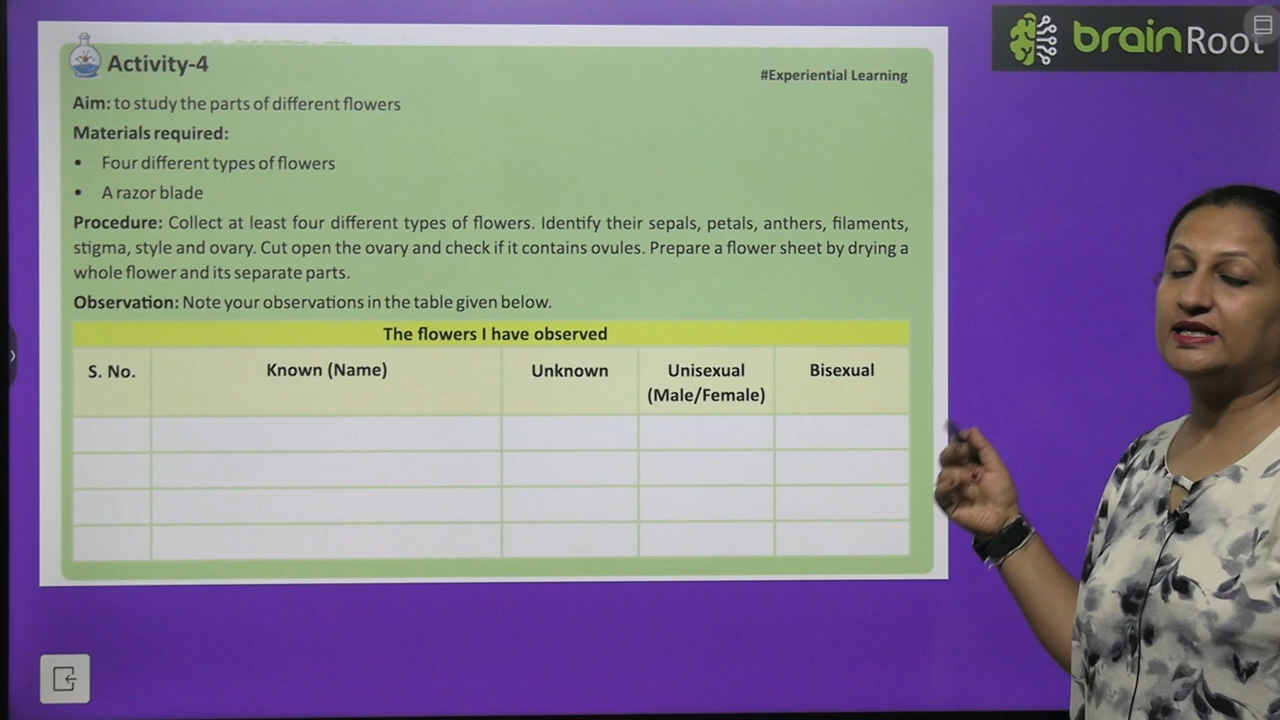 brainRoot
Activity-4
#Experiential Learning
Aim: to study the parts of different flowers
Materials required:
• Four different types of flowers
• A razor blade
Procedure: Collect at least four different types of flowers. Identify their sepals, petals, anthers, filaments,
stigma, style and ovary. Cut open the ovary and check if it contains ovules. Prepare a flower sheet by drying a
whole flower and its separate parts.
Observation: Note your observations in the table given below.
The flowers I have observed
S. No. Known (Name) Unknown Unisexual Bisexual
(Male/Female)